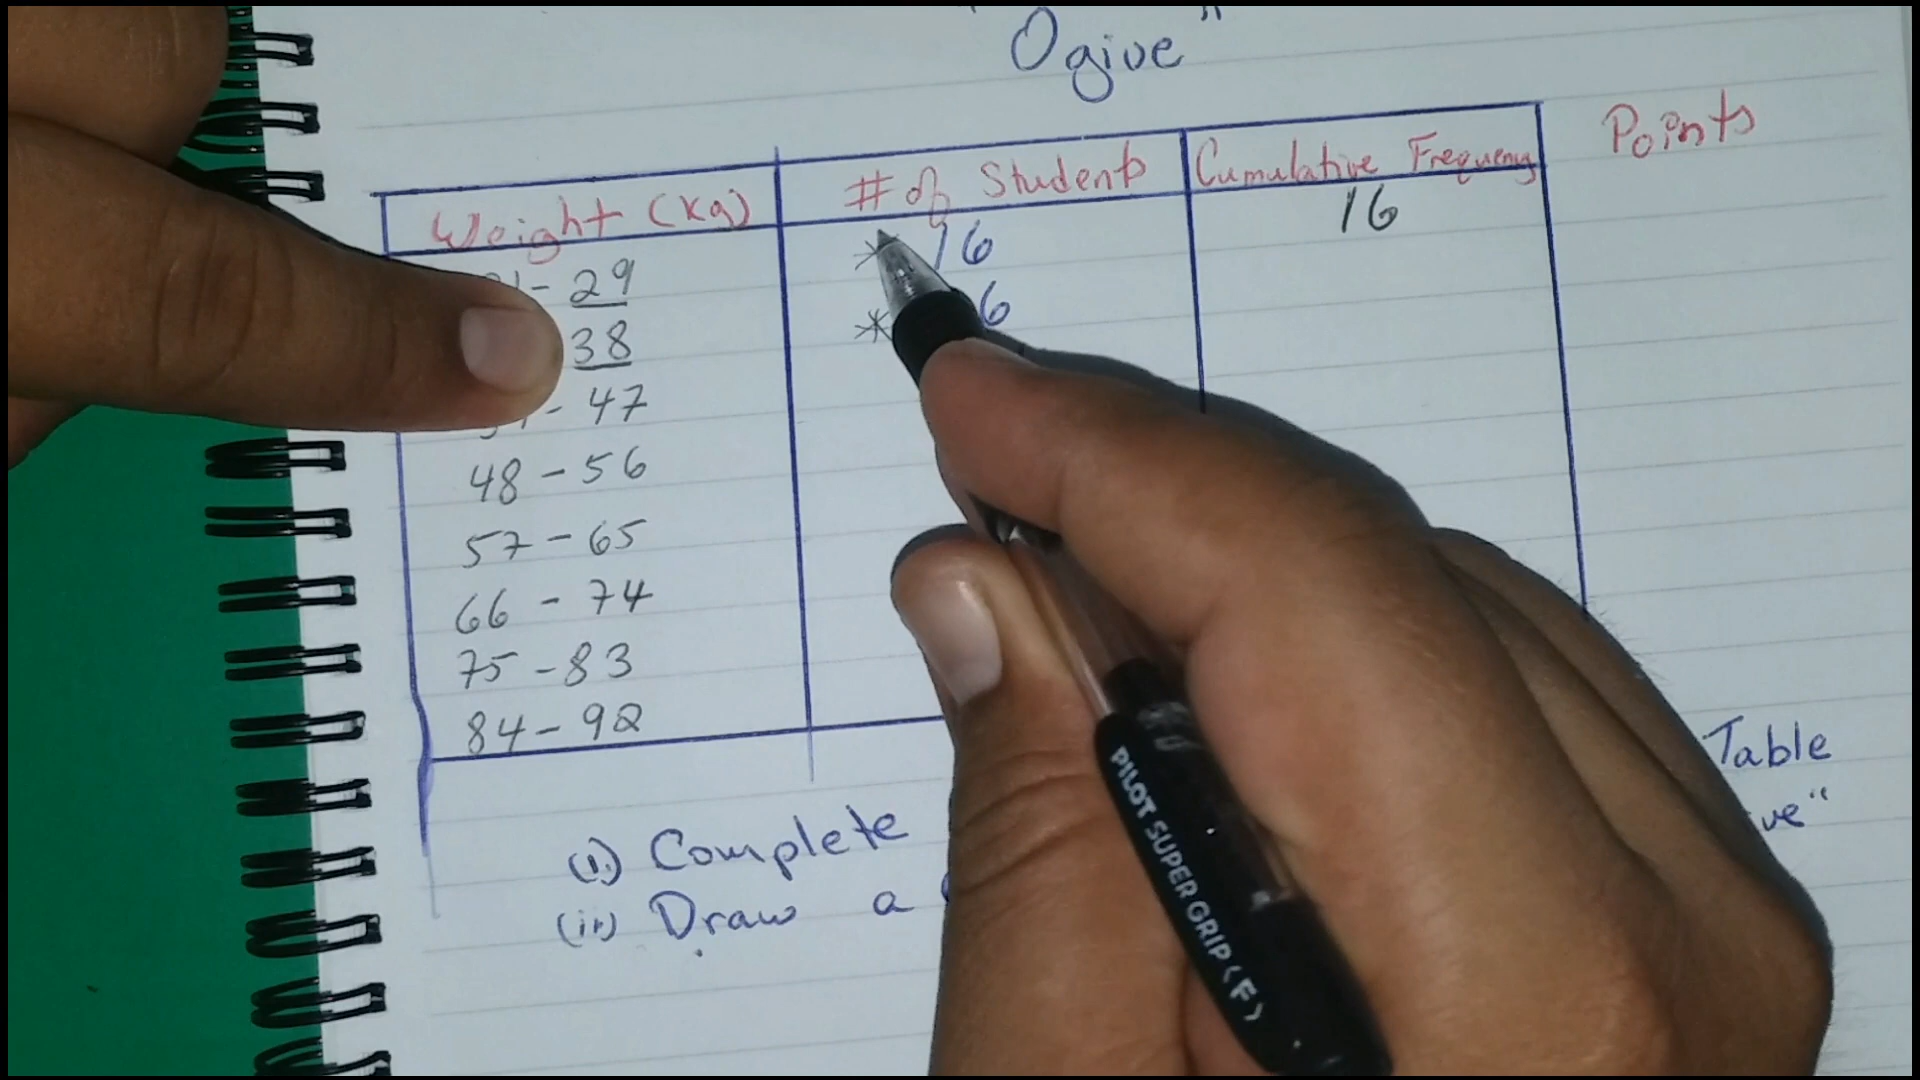 Ogive"
Weight (Kg) # of Students Cumulative Frequency Points
- 29 16 16
38 6
- 47
48 - 56
57 - 65
66 - 74
75 - 83
84 - 92
(i) Complete Table
(ii) Draw a
PILOT SUPER GRIP (F)